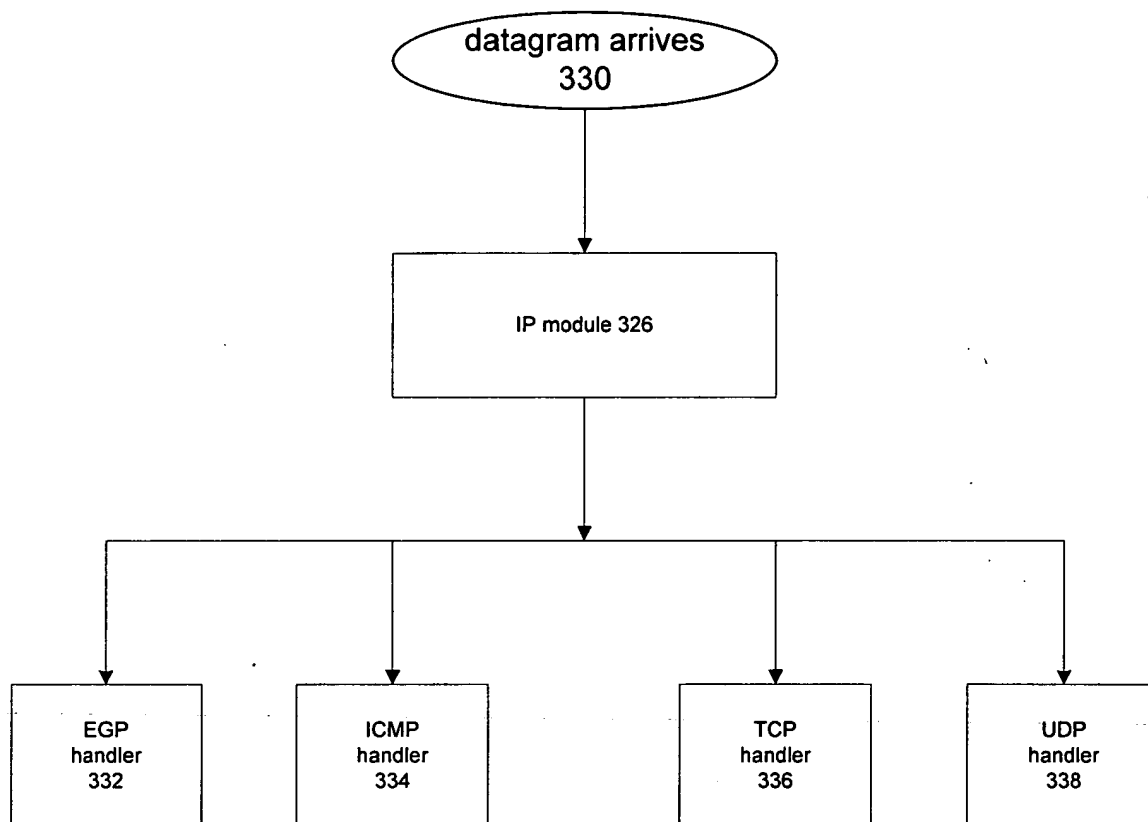 datagram arrives
330
IP module 326
EGP
handler
332
ICMP
handler
334
TCP
handler
336
UDP
handler
338